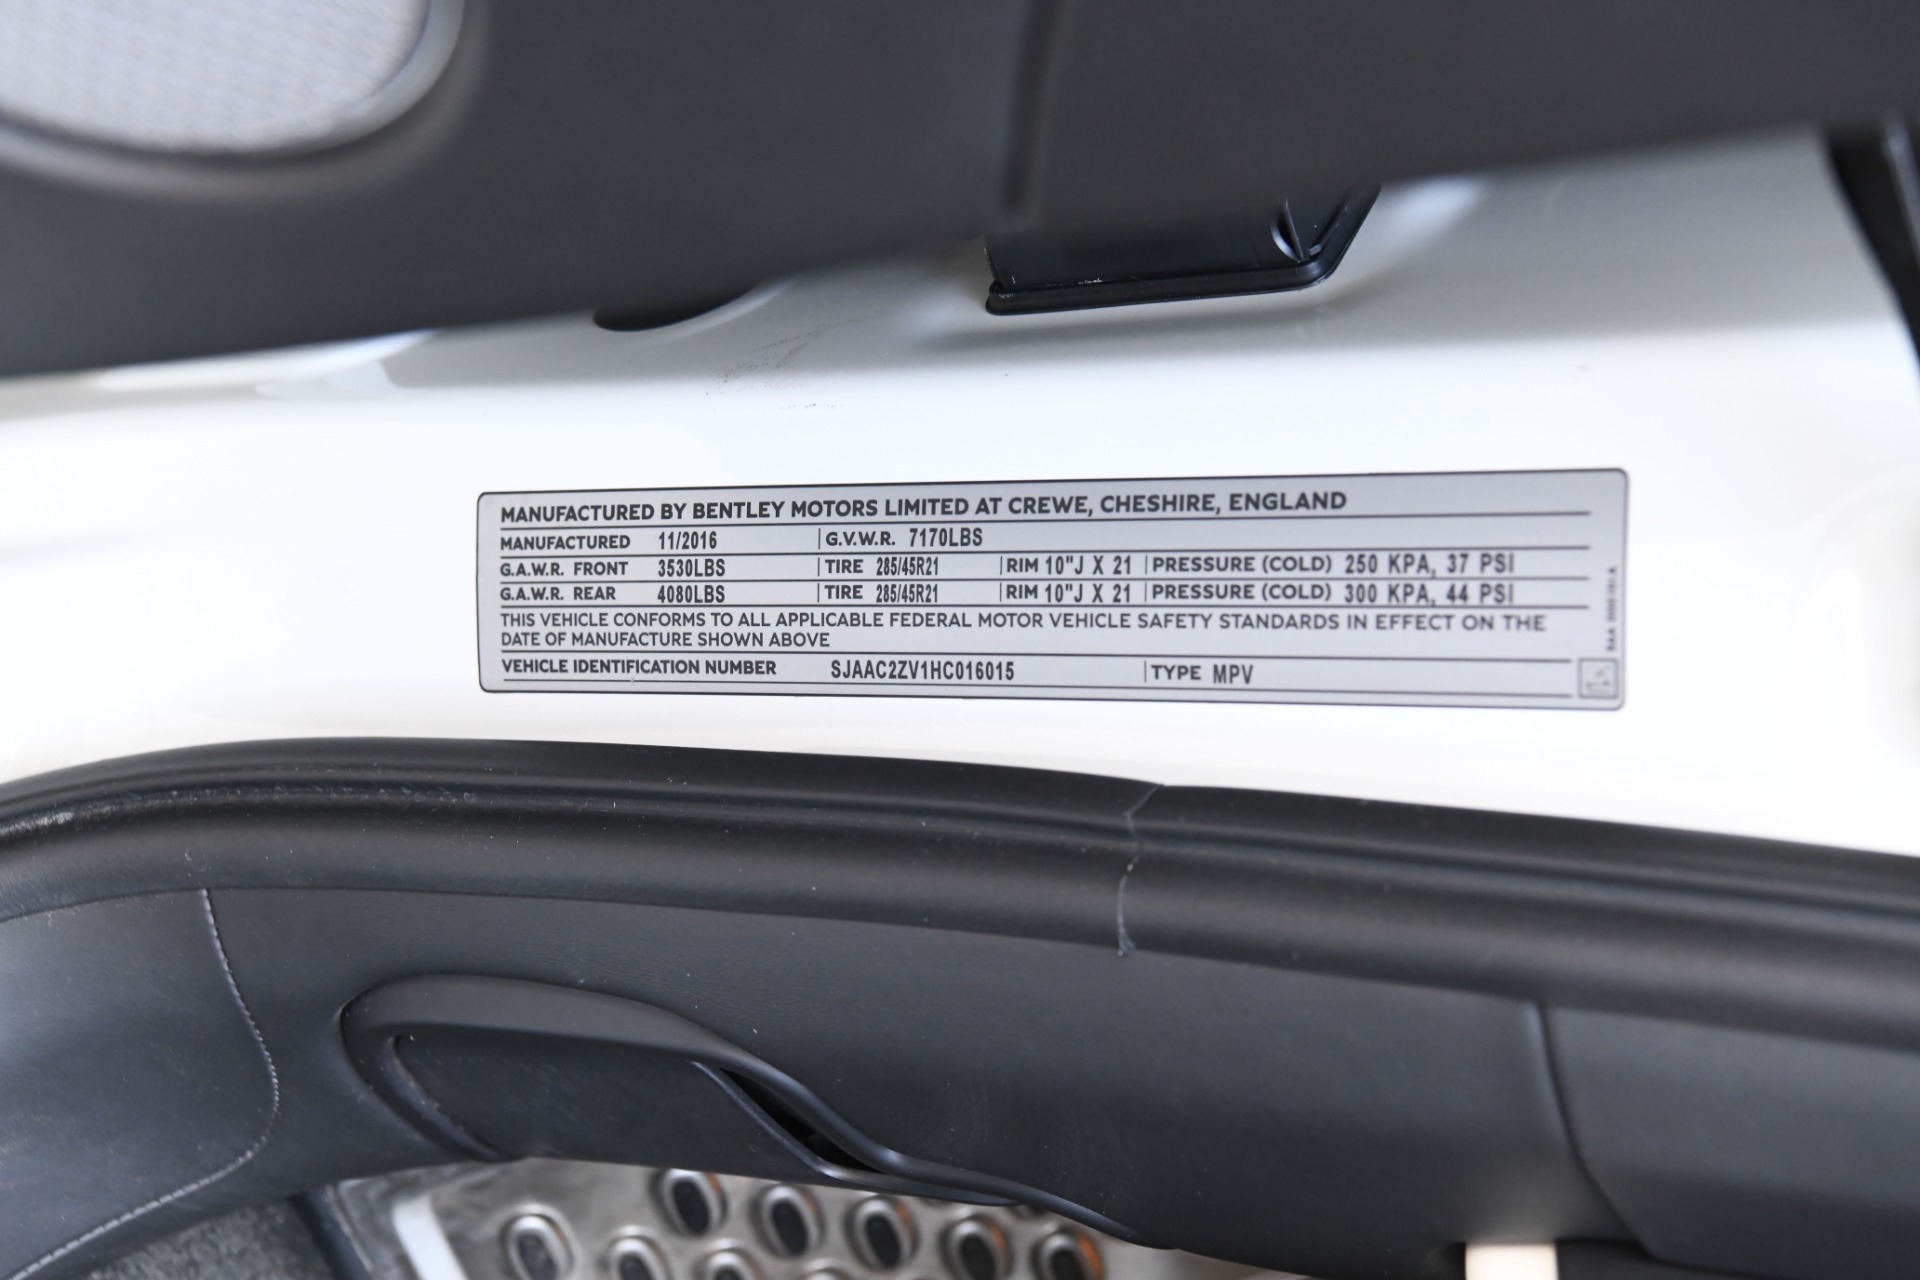 MANUFACTURED BY BENTLEY MOTORS LIMITED AT CREWE, CHESHIRE, ENGLAND
MANUFACTURED 11/2016 G.V.W.R. 7170LBS
G.A.W.R. FRONT 3530LBS TIRE 285/45R21 RIM 10"J X 21 PRESSURE (COLD) 250 KPA, 37 PSI
G.A.W.R. REAR 4080LBS TIRE 285/45R21 RIM 10"J X 21 PRESSURE (COLD) 300 KPA, 44 PSI
THIS VEHICLE CONFORMS TO ALL APPLICABLE FEDERAL MOTOR VEHICLE SAFETY STANDARDS IN EFFECT ON THE
DATE OF MANUFACTURE SHOWN ABOVE
VEHICLE IDENTIFICATION NUMBER SJAAC2ZV1HC016015 TYPE MPV